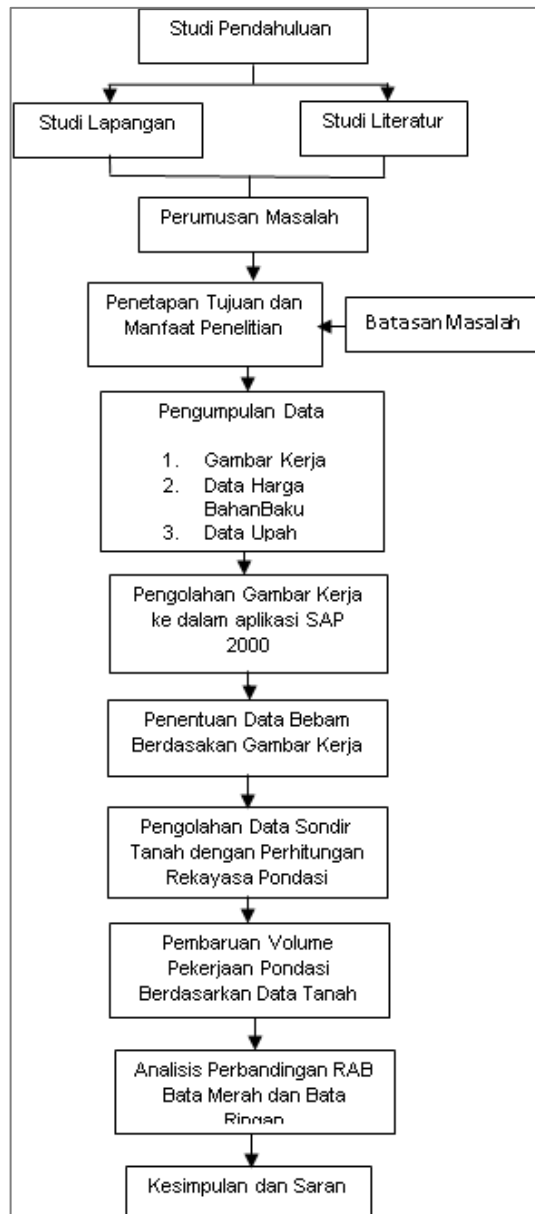 Studi Pendahuluan
Studi Lapangan
Studi Literatur
Perumusan Masalah
Penetapan Tujuan dan
Manfaat Penelitian
Batasan Masalah
Pengumpulan Data
1. Gambar Kerja
2. Data Harga
BahanBaku
3. Data Upah
Pengolahan Gambar Kerja
ke dalam aplikasi SAP
2000
Penentuan Data Bebam
Berdasakan Gambar Kerja
Pengolahan Data Sondir
Tanah dengan Perhitungan
Rekayasa Pondasi
Pembaruan Volume
Pekerjaan Pondasi
Berdasarkan Data Tanah
Analisis Perbandingan RAB
Bata Merah dan Bata
Ringan
Kesimpulan dan Saran